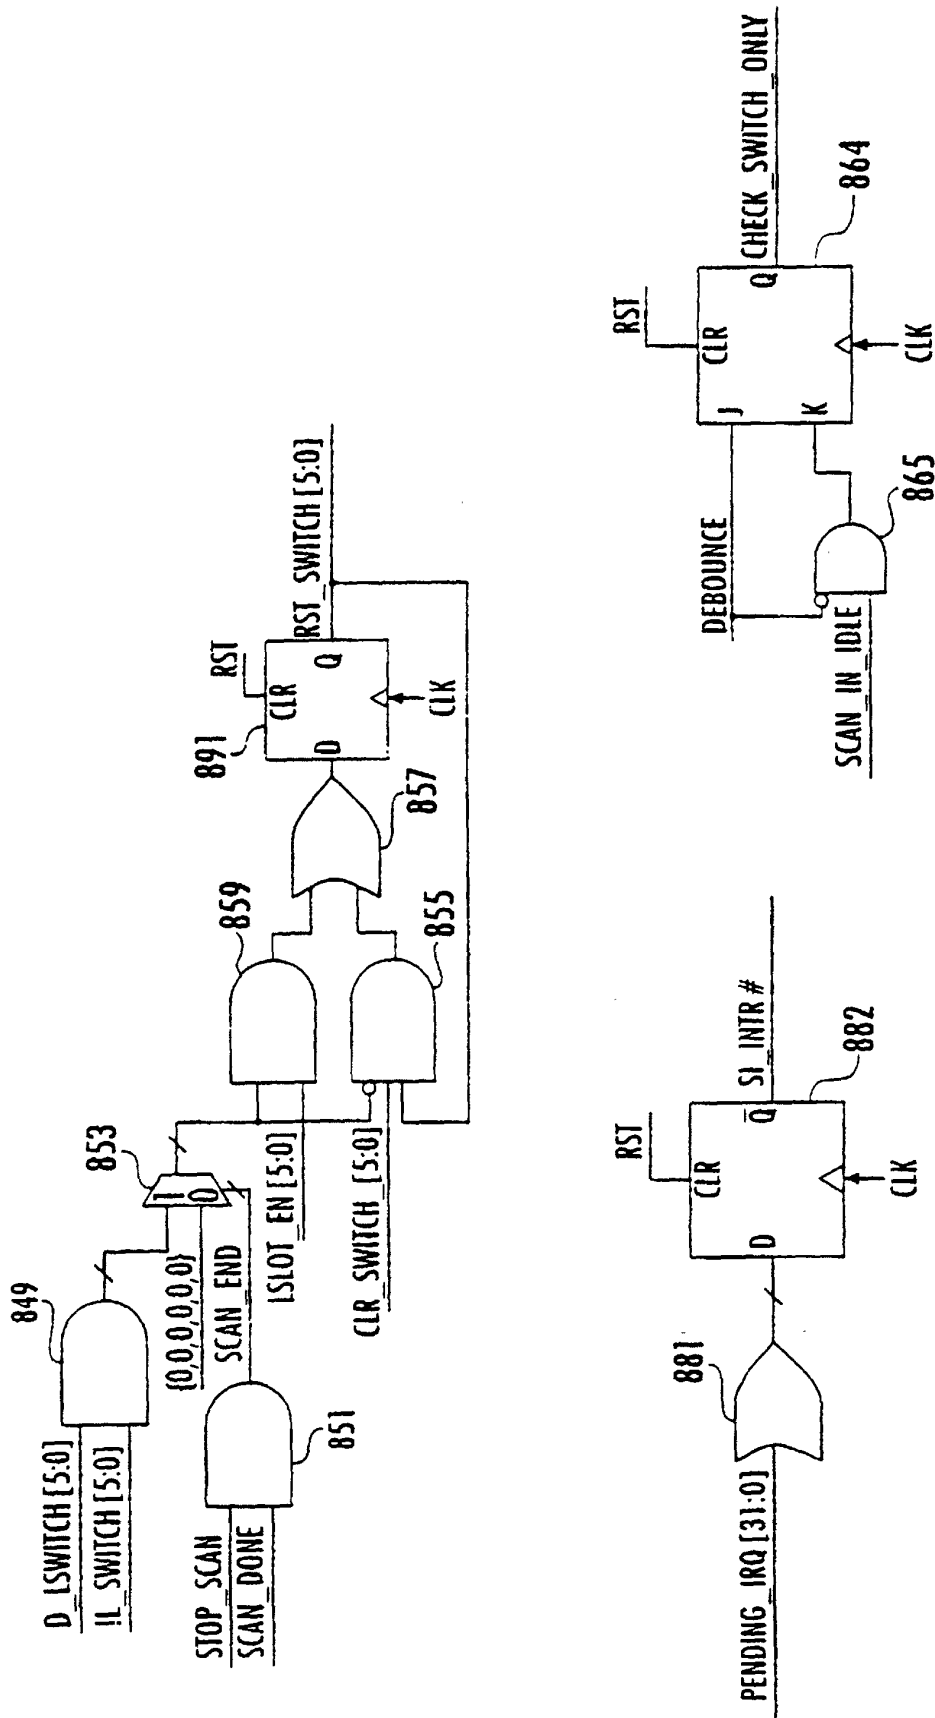 D_LSWITCH[5:0]
!L_SWITCH[5:0]
849
{0,0,0,0,0,0}
1
0
853
STOP_SCAN
SCAN_DONE
851
SCAN_END
LSLOT_EN[5:0]
CLR_SWITCH_[5:0]
859
855
857
891
RST
CLR
D
Q
CLK
RST_SWITCH[5:0]
PENDING_IRQ[31:0]
881
RST
CLR
D
Q
CLK
SI_INTR#
882
DEBOUNCE
SCAN_IN_IDLE
865
RST
CLR
J
K
Q
CLK
CHECK_SWITCH_ONLY
864